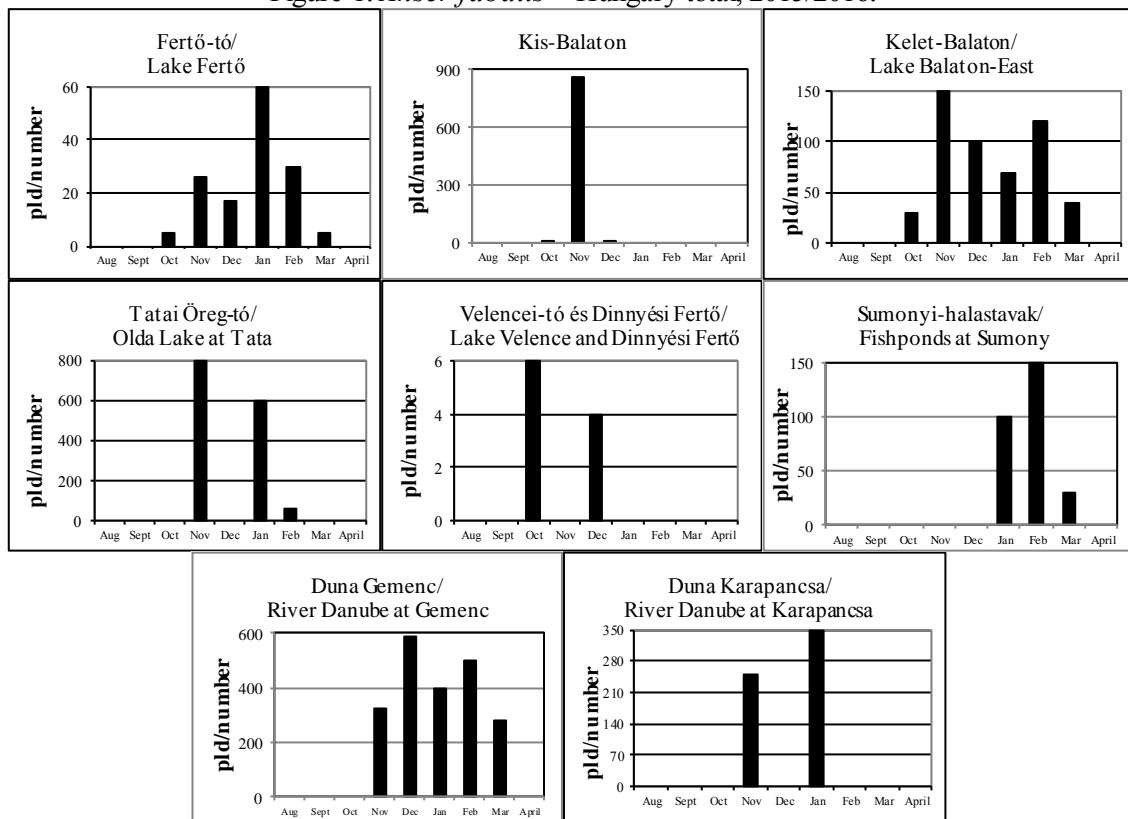 Anser fabalis – Hungary total, 2015/2016.
Fertő-tó/
Lake Fertő
pld/number
60
40
20
0
Aug Sept Oct Nov Dec Jan Feb Mar April
Kis-Balaton
pld/number
900
600
300
0
Aug Sept Oct Nov Dec Jan Feb Mar April
Kelet-Balaton/
Lake Balaton-East
pld/number
150
100
50
0
Aug Sept Oct Nov Dec Jan Feb Mar April
Tatai Öreg-tó/
Olda Lake at Tata
pld/number
800
600
400
200
0
Aug Sept Oct Nov Dec Jan Feb Mar April
Velencei-tó és Dinnyési Fertő/
Lake Velence and Dinnyési Fertő
pld/number
6
4
2
0
Aug Sept Oct Nov Dec Jan Feb Mar April
Sumonyi-halastavak/
Fishponds at Sumony
pld/number
150
100
50
0
Aug Sept Oct Nov Dec Jan Feb Mar April
Duna Gemenc/
River Danube at Gemenc
pld/number
600
400
200
0
Aug Sept Oct Nov Dec Jan Feb Mar April
Duna Karapancsa/
River Danube at Karapancsa
pld/number
350
280
210
140
70
0
Aug Sept Oct Nov Dec Jan Feb Mar April